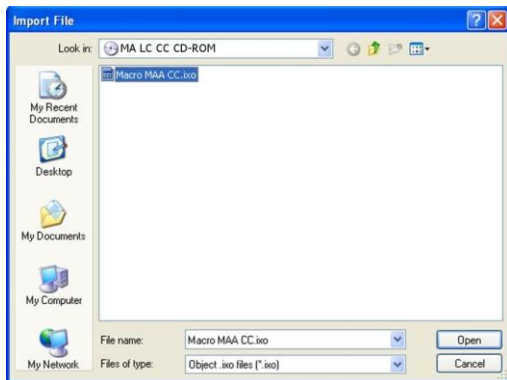 Import File
Look in:
MA LC CC CD-ROM
Macro MAA CC.ixo
My Recent
Documents
Desktop
My Documents
My Computer
My Network
File name:
Macro MAA CC.ixo
Open
Files of type:
Object .ixo files (*.ixo)
Cancel